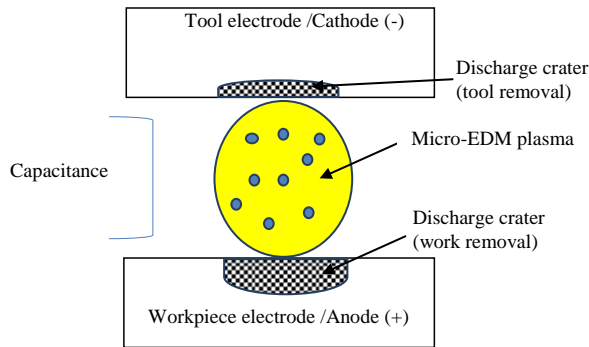 Tool electrode /Cathode (-)
Discharge crater
(tool removal)
Micro-EDM plasma
Capacitance
Discharge crater
(work removal)
Workpiece electrode /Anode (+)